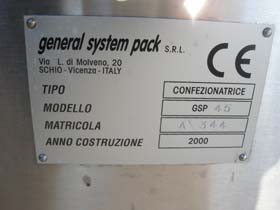 general system pack S.R.L.
Via L. di Molveno, 20
SCHIO - Vicenza - ITALY
CE
TIPO CONFEZIONATRICE
MODELLO GSP 45
MATRICOLA A 344
ANNO COSTRUZIONE 2000